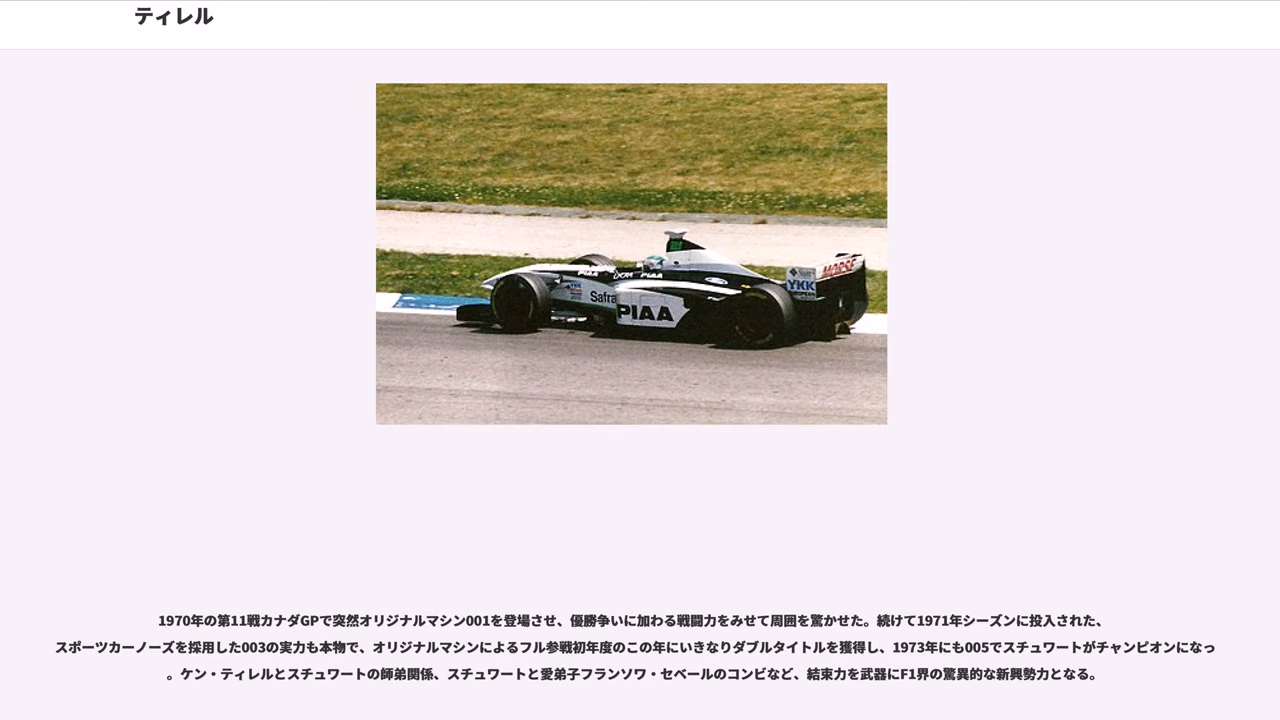 ティレル
PIAA
PIAA
YKK
Safra
PIAA
YKK
1970年の第11戦カナダGPで突然オリジナルマシン001を登場させ、優勝争いに加わる戦闘力をみせて周囲を驚かせた。続けて1971年シーズンに投入された、
スポーツカーノーズを採用した003の実力も本物で、オリジナルマシンによるフル参戦初年度のこの年にいきなりダブルタイトルを獲得し、1973年にも005でスチュワートがチャンピオンになっ
。ケン・ティレルとスチュワートの師弟関係、スチュワートと愛弟子フランソワ・セベールのコンビなど、結束力を武器にF1界の驚異的な新興勢力となる。